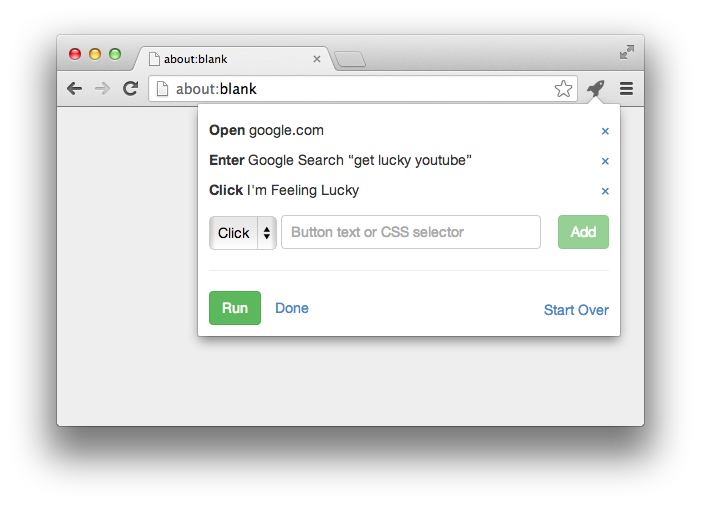 about:blank
about:blank
Open google.com ×
Enter Google Search “get lucky youtube” ×
Click I'm Feeling Lucky ×
Click Button text or CSS selector Add
Run Done Start Over